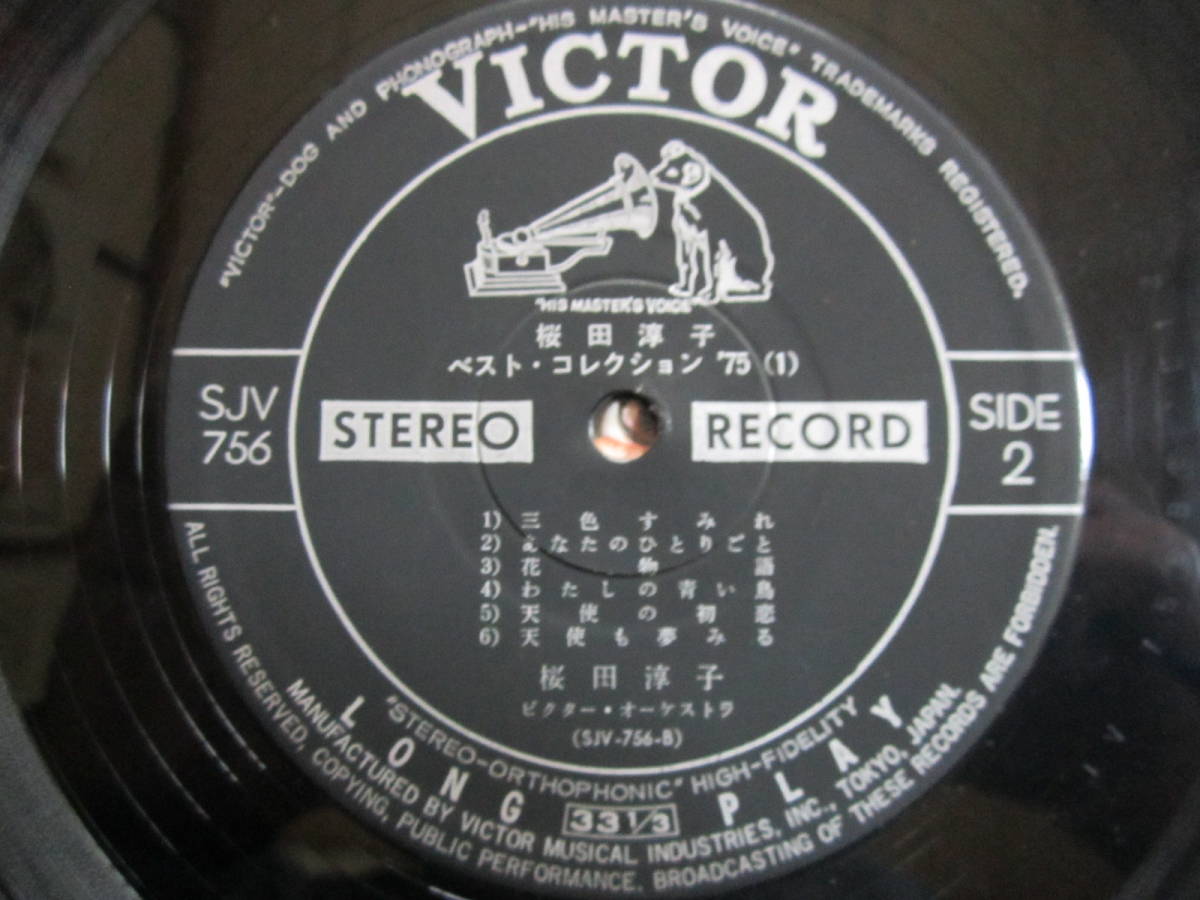 "VICTOR"-DOG AND PHONOGRAPH-"HIS MASTER'S VOICE" TRADEMARKS REGISTERED.
VICTOR
"HIS MASTER'S VOICE"
桜田淳子
ベスト・コレクション '75 (1)
SJV
756
STEREO RECORD
SIDE
2
1) 三色すみれ
2) あなたのひとりごと
3) 花物語
4) わたしの青い鳥
5) 天使の初恋
6) 天使も夢みる
桜田淳子
ビクター・オーケストラ
(SJV-756-B)
"STEREO-ORTHOPHONIC" HIGH-FIDELITY
LONG 33 1/3 PLAY
MANUFACTURED BY VICTOR MUSICAL INDUSTRIES, INC., TOKYO, JAPAN.
ALL RIGHTS RESERVED, COPYING, PUBLIC PERFORMANCE, BROADCASTING OF THESE RECORDS ARE FORBIDDEN.